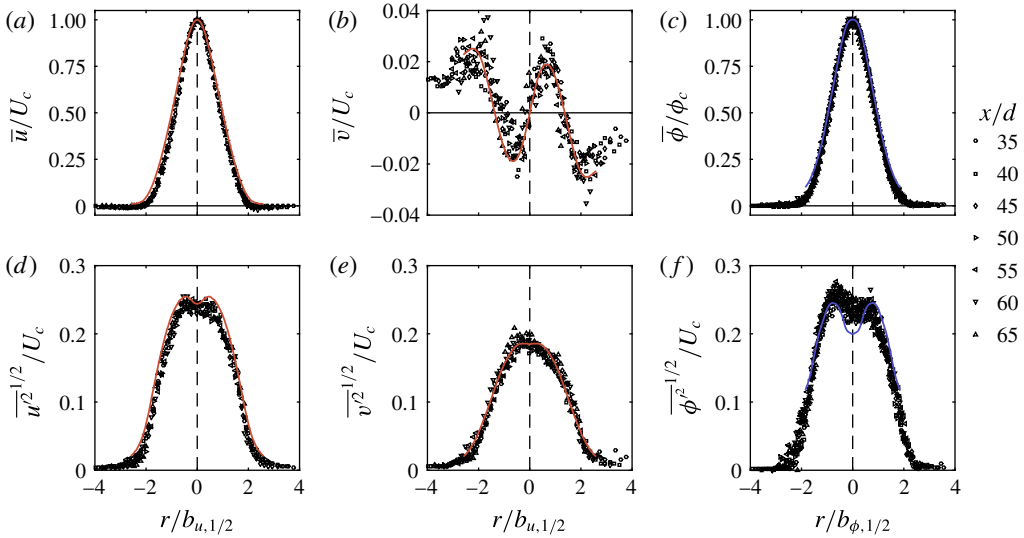 (a) 1.00 0.75 0.50 0.25 0 u̅/U_c
(b) 0.04 0.02 0 −0.02 −0.04 v̅/U_c
(c) 1.00 0.75 0.50 0.25 0 ϕ̅/ϕ_c
x/d
35
40
45
50
55
60
65
(d) 0.3 0.2 0.1 0 \overline{u'^2}^{1/2}/U_c
−4 −2 0 2 4
r/b_{u,1/2}
(e) 0.3 0.2 0.1 0 \overline{v'^2}^{1/2}/U_c
−4 −2 0 2 4
r/b_{u,1/2}
(f) 0.3 0.2 0.1 0 \overline{ϕ'^2}^{1/2}/U_c
−4 −2 0 2 4
r/b_{ϕ,1/2}